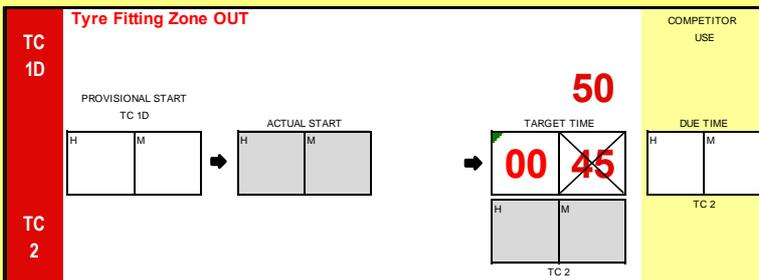 Tyre Fitting Zone OUT
COMPETITOR
USE
TC
1D
50
PROVISIONAL START
TC 1D
ACTUAL START
TARGET TIME
DUE TIME
H M
H M
00 45
H M
H M
TC 2
TC
2
TC 2